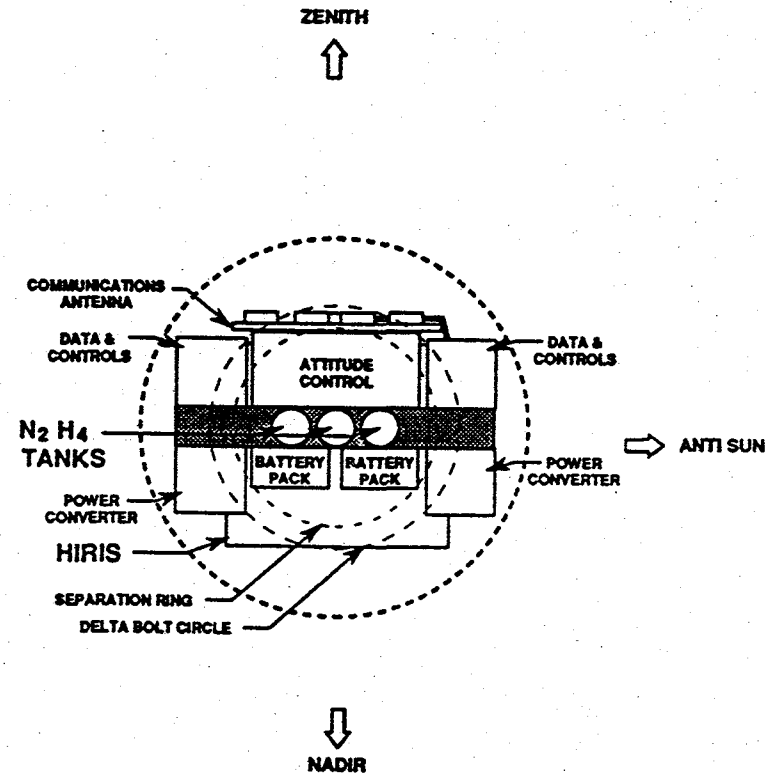 ZENITH
COMMUNICATIONS
ANTENNA
DATA &
CONTROLS
DATA &
CONTROLS
ATTITUDE
CONTROL
N2 H4
TANKS
ANTI SUN
BATTERY
PACK
BATTERY
PACK
POWER
CONVERTER
POWER
CONVERTER
HIRIS
SEPARATION RING
DELTA BOLT CIRCLE
NADIR